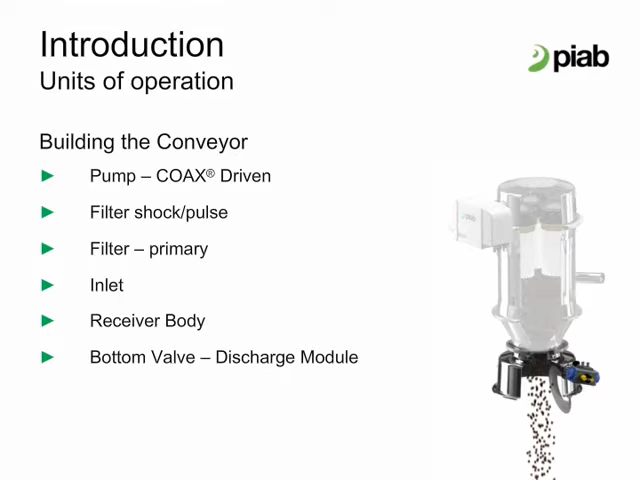 Introduction
Units of operation
piab
Building the Conveyor
► Pump – COAX® Driven
► Filter shock/pulse
► Filter – primary
► Inlet
► Receiver Body
► Bottom Valve – Discharge Module
piab